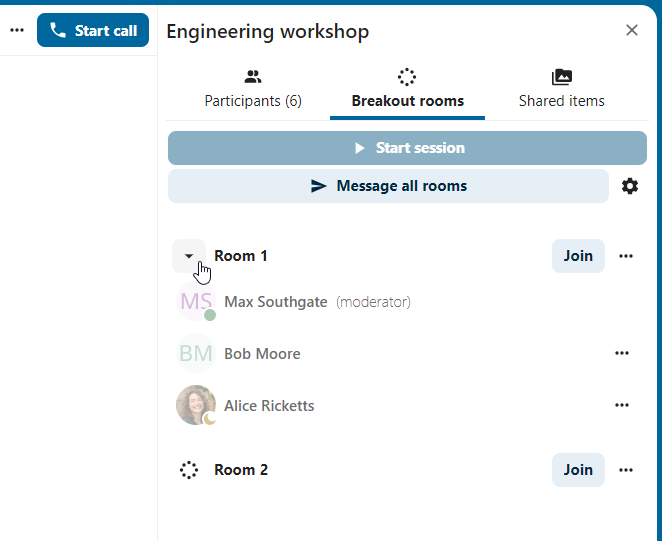 Start call
Engineering workshop
Participants (6)
Breakout rooms
Shared items
Start session
Message all rooms
Room 1
Join
MS
Max Southgate (moderator)
BM
Bob Moore
Alice Ricketts
Room 2
Join